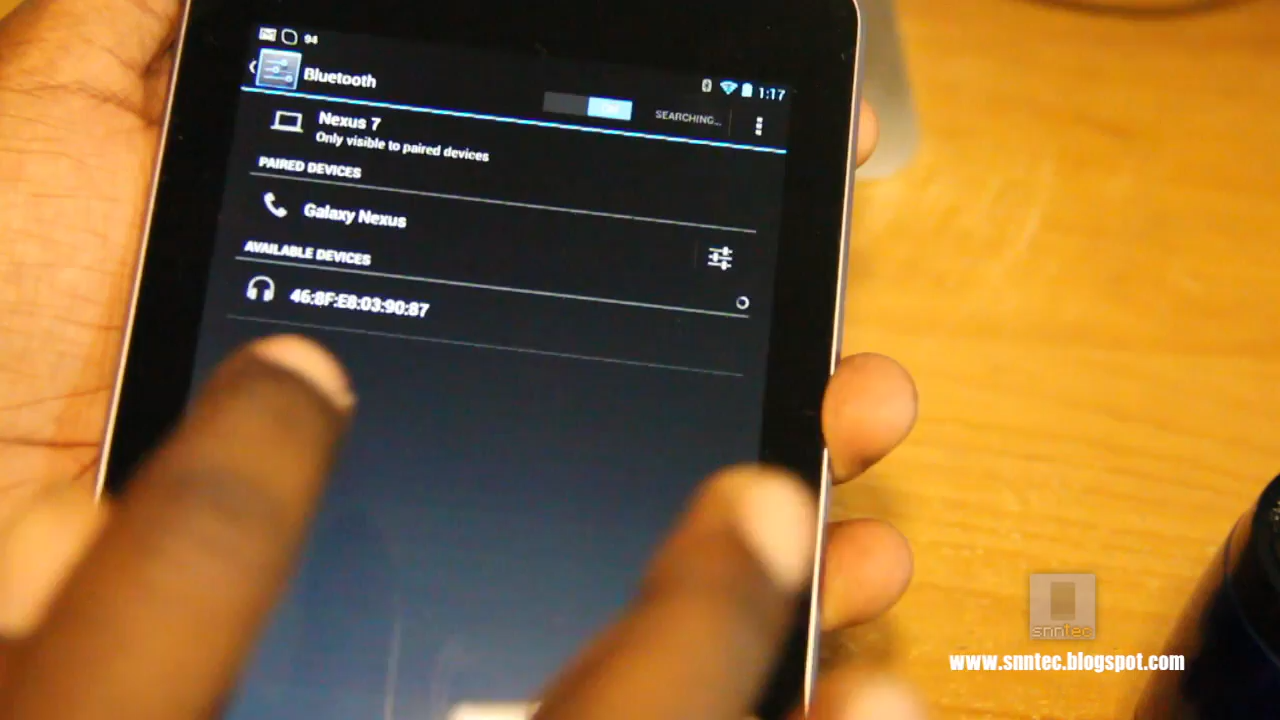 94
Bluetooth
ON
SEARCHING...
1:17
Nexus 7
Only visible to paired devices
PAIRED DEVICES
Galaxy Nexus
AVAILABLE DEVICES
46:8F:E8:03:90:87
snntec
www.snntec.blogspot.com